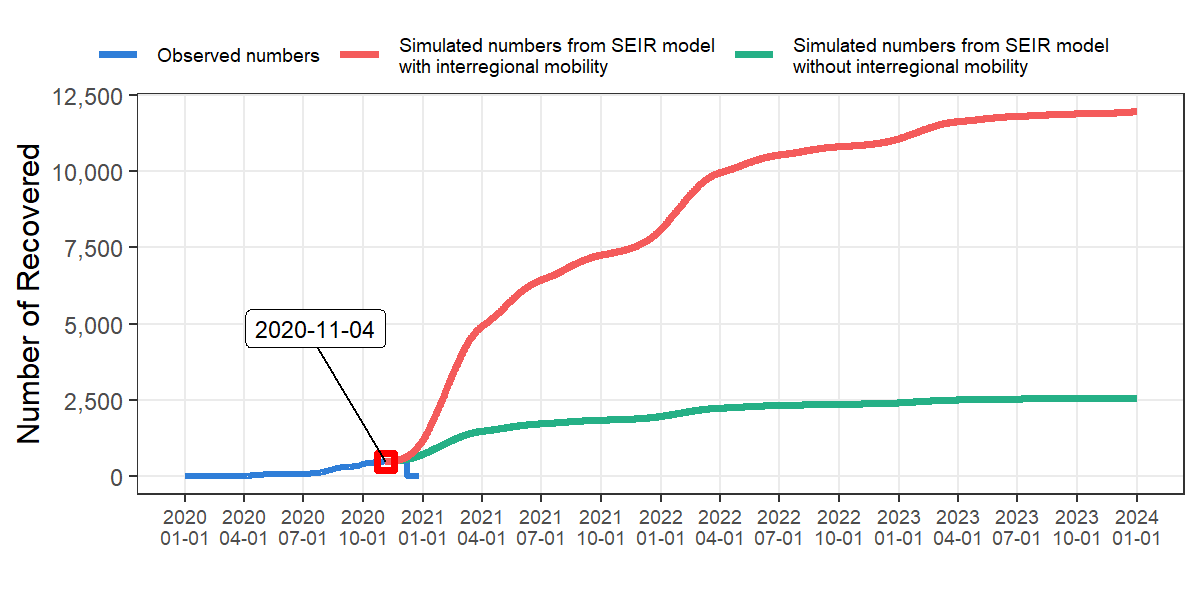 Observed numbers
Simulated numbers from SEIR model
with interregional mobility
Simulated numbers from SEIR model
without interregional mobility
Number of Recovered
12,500
10,000
7,500
5,000
2,500
0
2020-11-04
2020 2020 2020 2020 2021 2021 2021 2021 2022 2022 2022 2022 2023 2023 2023 2023 2024
01-01 04-01 07-01 10-01 01-01 04-01 07-01 10-01 01-01 04-01 07-01 10-01 01-01 04-01 07-01 10-01 01-01